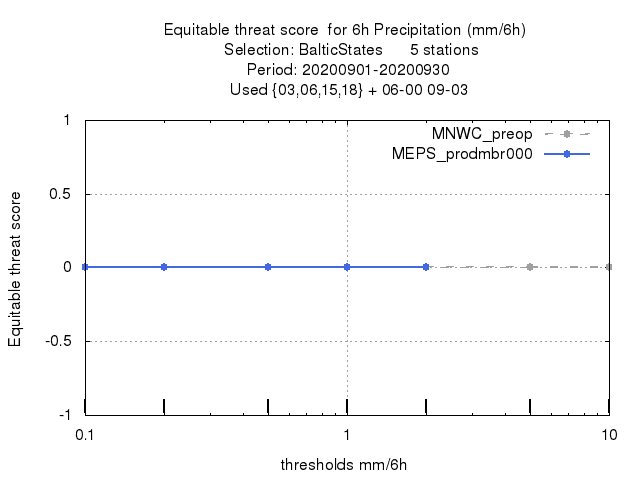 Equitable threat score  for 6h Precipitation (mm/6h)
Selection: BalticStates      5 stations
Period: 20200901-20200930
Used {03,06,15,18} + 06-00 09-03
MNWC_preop
MEPS_prodmbr000
Equitable threat score
1
0.5
0
-0.5
-1
0.1
1
10
thresholds mm/6h